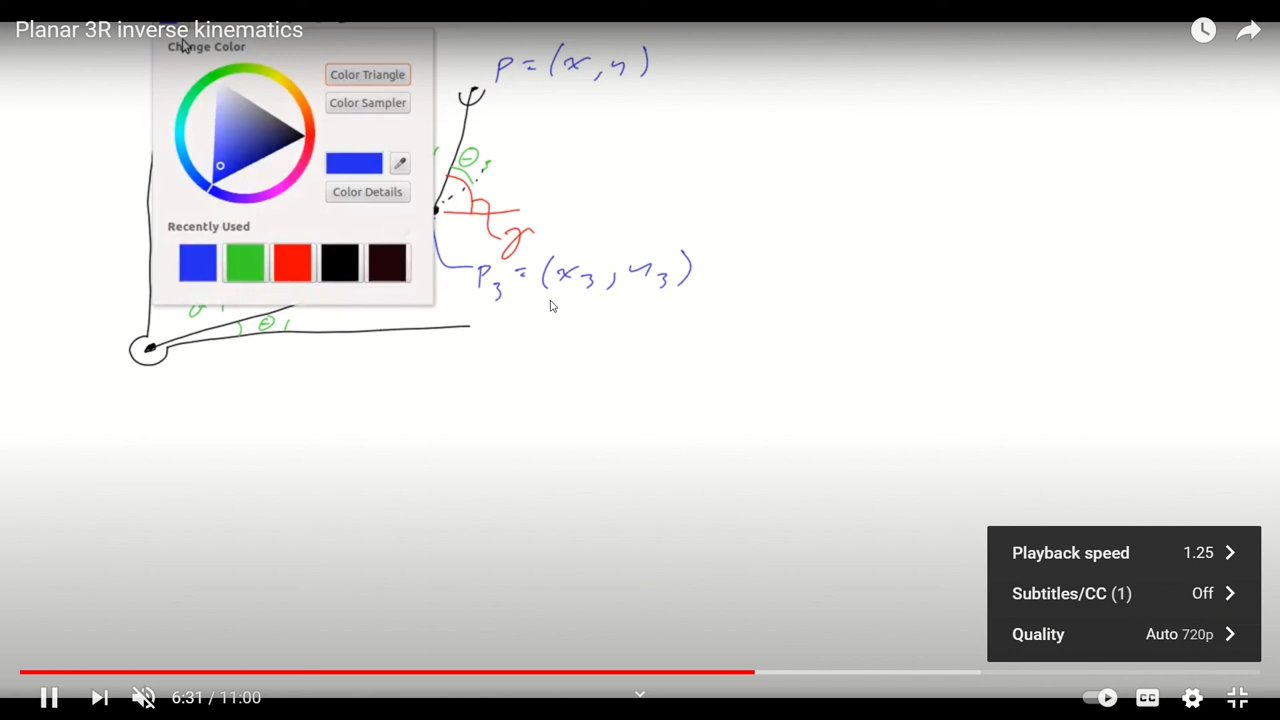 Planar 3R inverse kinematics
Change Color
Color Triangle
Color Sampler
Color Details
Recently Used
P = (x, y)
θ3
γ
P3 = (x3, y3)
θ1
Playback speed 1.25
Subtitles/CC (1) Off
Quality Auto 720p
6:31 / 11:00
CC